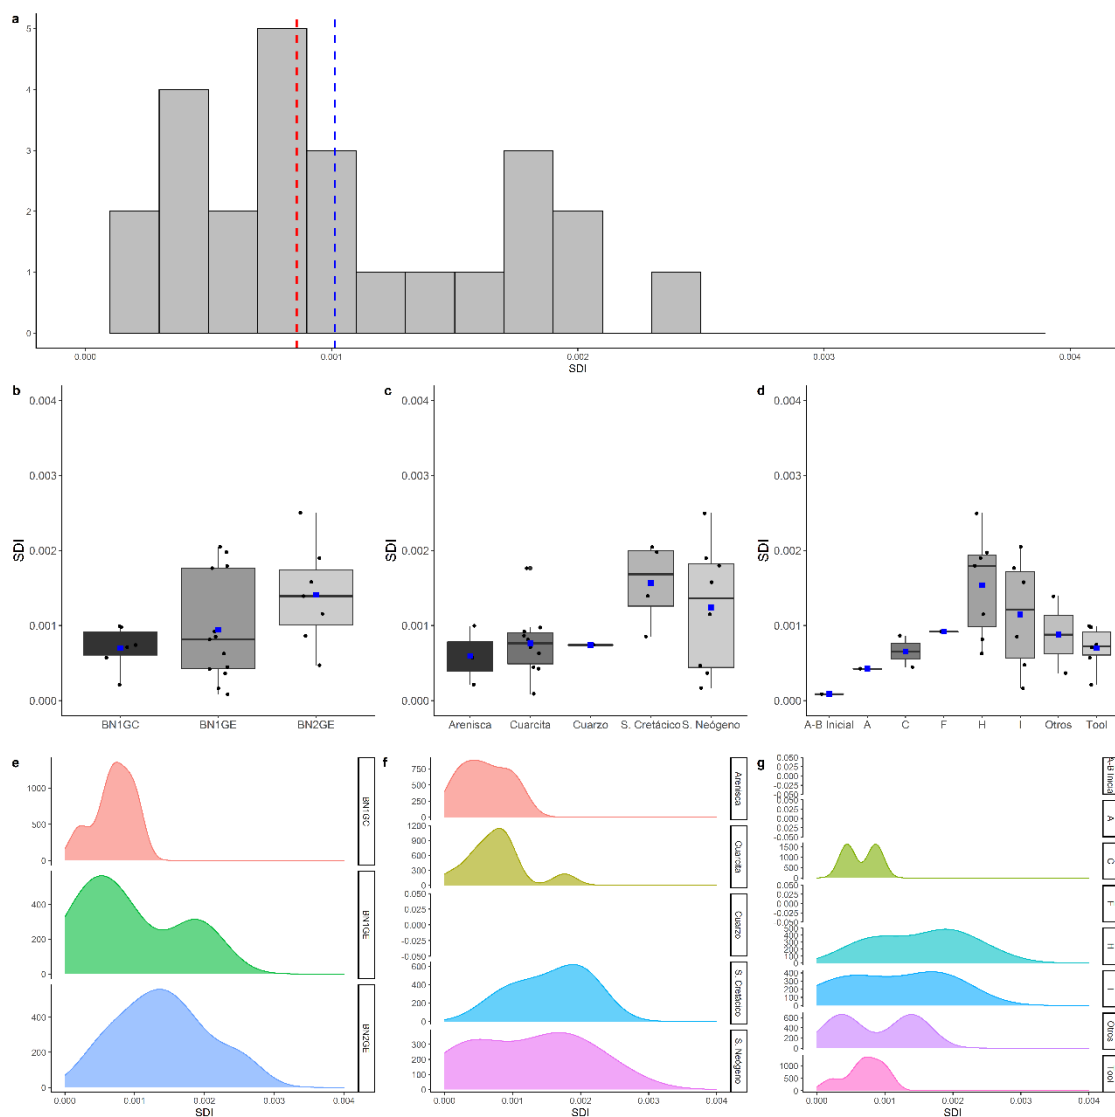 a
5
4
3
2
1
0
0.000 0.001 0.002 0.003 0.004
SDI
b
0.004
0.003
0.002
0.001
0.000
SDI
BN1GC BN1GE BN2GE
c
0.004
0.003
0.002
0.001
0.000
SDI
Arenisca Cuarcita Cuarzo S. Cretácico S. Neógeno
d
0.004
0.003
0.002
0.001
0.000
SDI
A-B Inicial A C F H I Otros Tool
e
1000
500
0
BN1GC
400
200
0
BN1GE
400
200
0
BN2GE
0.000 0.001 0.002 0.003 0.004
SDI
f
750
500
250
0
Arenisca
1200
900
600
300
0
Cuarcita
0.050
0.025
0.000
-0.025
-0.050
Cuarzo
600
400
200
0
S. Cretácico
300
200
100
0
S. Neógeno
0.000 0.001 0.002 0.003 0.004
SDI
g
0.050
0.025
0.000
-0.025
-0.050
A-B Inicial
0.050
0.025
0.000
-0.025
-0.050
A
1500
1000
500
0
C
0.050
0.025
0.000
-0.025
-0.050
F
500
400
300
200
100
0
H
400
300
200
100
0
I
600
400
200
0
Otros
1000
500
0
Tool
0.000 0.001 0.002 0.003 0.004
SDI